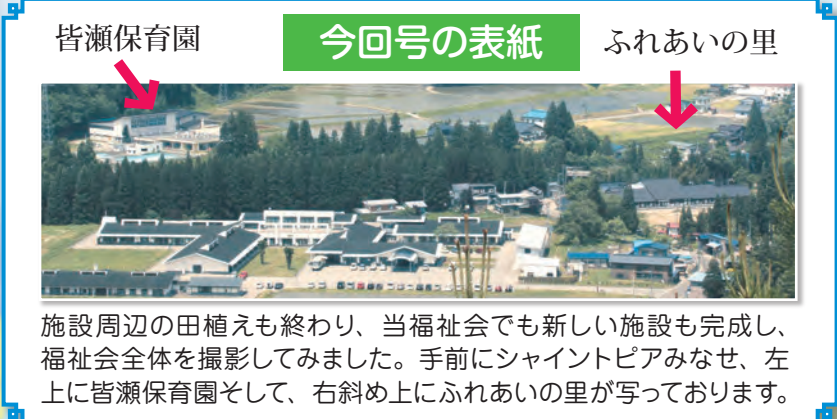 皆瀬保育園
今回号の表紙
ふれあいの里
施設周辺の田植えも終わり、当福祉会でも新しい施設も完成し、
福祉会全体を撮影してみました。手前にシャイントピアみなせ、左
上に皆瀬保育園そして、右斜め上にふれあいの里が写っております。